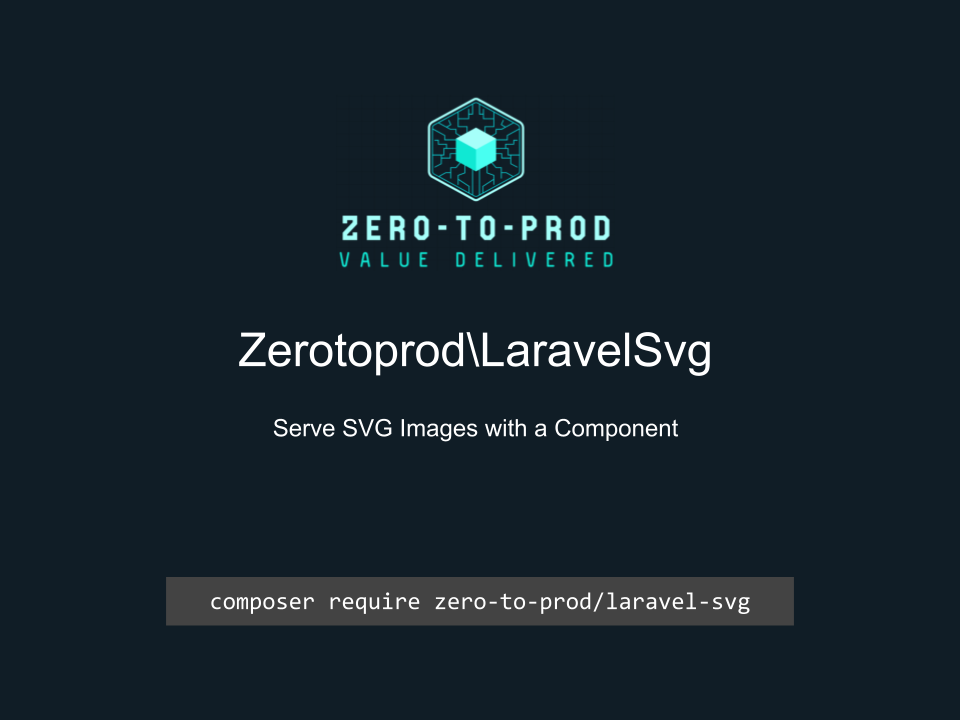 ZERO-TO-PROD
VALUE DELIVERED
Zerotoprod\LaravelSvg
Serve SVG Images with a Component
composer require zero-to-prod/laravel-svg